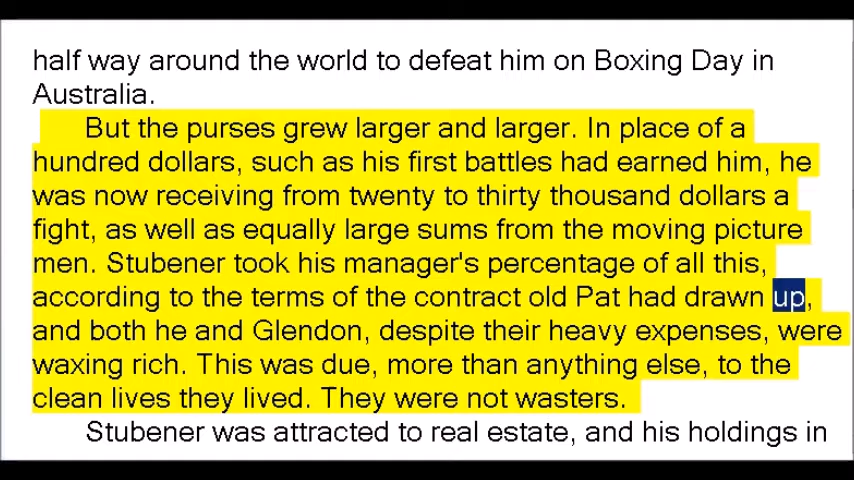 half way around the world to defeat him on Boxing Day in
Australia.
But the purses grew larger and larger. In place of a
hundred dollars, such as his first battles had earned him, he
was now receiving from twenty to thirty thousand dollars a
fight, as well as equally large sums from the moving picture
men. Stubener took his manager's percentage of all this,
according to the terms of the contract old Pat had drawn up,
and both he and Glendon, despite their heavy expenses, were
waxing rich. This was due, more than anything else, to the
clean lives they lived. They were not wasters.
Stubener was attracted to real estate, and his holdings in